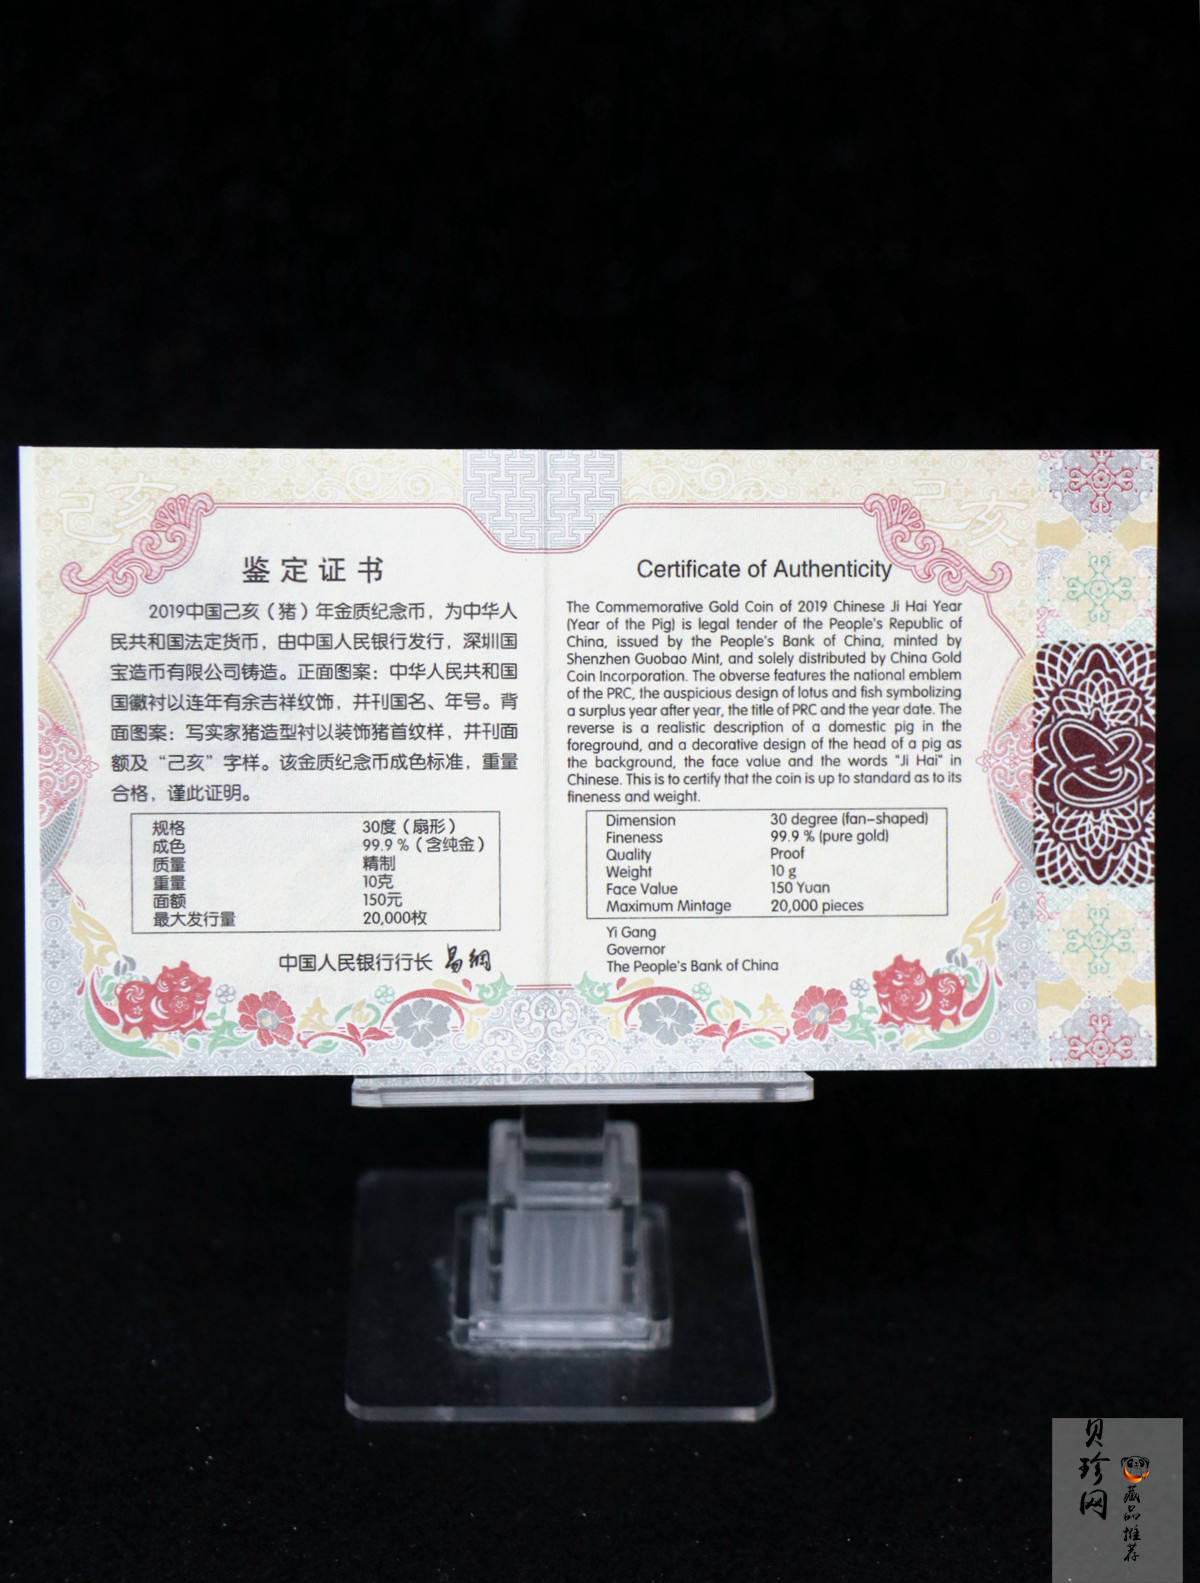 己亥
己亥
鉴定证书
2019中国己亥（猪）年金质纪念币，为中华人
民共和国法定货币，由中国人民银行发行，深圳国
宝造币有限公司铸造。正面图案：中华人民共和国
国徽衬以连年有余吉祥纹饰，并刊国名、年号。背
面图案：写实家猪造型衬以装饰猪首纹样，并刊面
额及“己亥”字样。该金质纪念币成色标准，重量
合格，谨此证明。
规格 30度（扇形）
成色 99.9％（含纯金）
质量 精制
重量 10克
面额 150元
最大发行量 20,000枚
中国人民银行行长 易纲
Certificate of Authenticity
The Commemorative Gold Coin of 2019 Chinese Ji Hai Year
(Year of the Pig) is legal tender of the People's Republic of
China, issued by the People's Bank of China, minted by
Shenzhen Guobao Mint, and solely distributed by China Gold
Coin Incorporation. The obverse features the national emblem
of the PRC, the auspicious design of lotus and fish symbolizing
a surplus year after year, the title of PRC and the year date. The
reverse is a realistic description of a domestic pig in the
foreground, and a decorative design of the head of a pig as
the background, the face value and the words "Ji Hai" in
Chinese. This is to certify that the coin is up to standard as to its
fineness and weight.
Dimension 30 degree (fan-shaped)
Fineness 99.9 % (pure gold)
Quality Proof
Weight 10 g
Face Value 150 Yuan
Maximum Mintage 20,000 pieces
Yi Gang
Governor
The People's Bank of China
贝珍网
藏品推荐